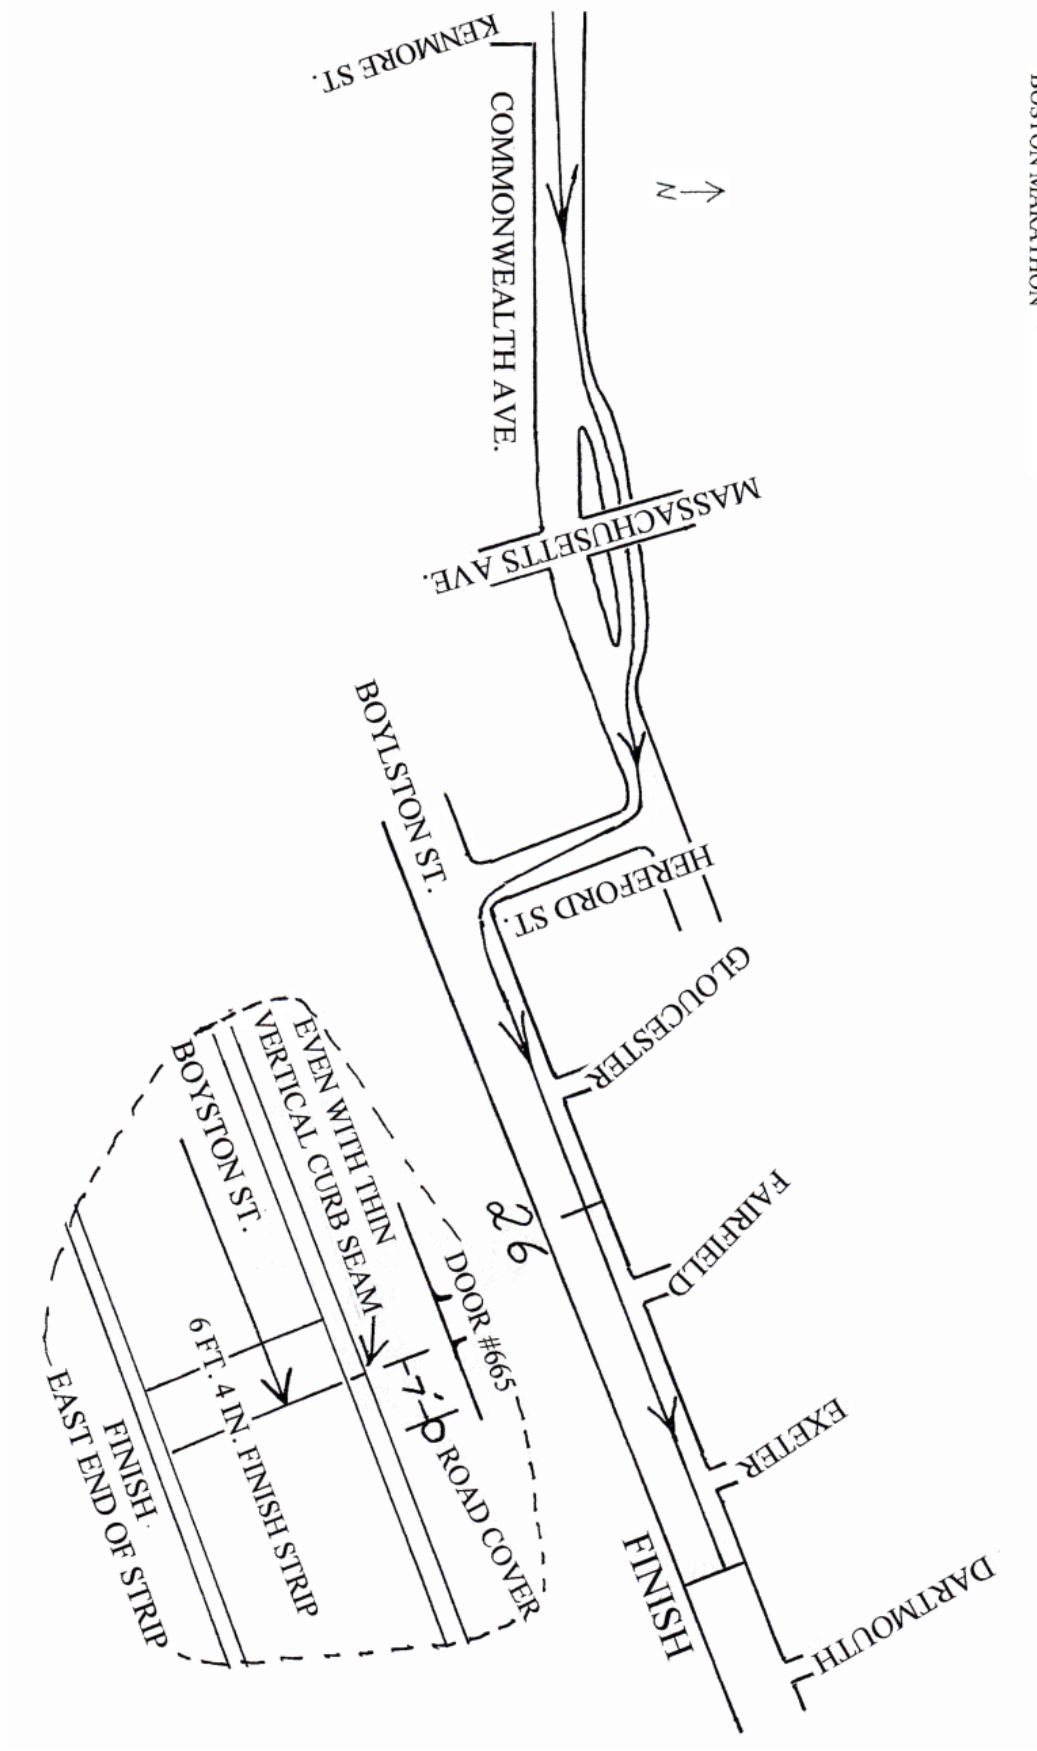 BOSTON MARATHON
KENMORE ST.
COMMONWEALTH AVE.
N
MASSACHUSETTS AVE.
BOYLSTON ST.
HEREFORD ST.
GLOUCESTER
FAIRFIELD
26
EXETER
FINISH
DARTMOUTH
EVEN WITH THIN
VERTICAL CURB SEAM
BOYSTON ST.
DOOR #665
7'
ROAD COVER
6 FT. 4 IN. FINISH STRIP
FINISH
EAST END OF STRIP